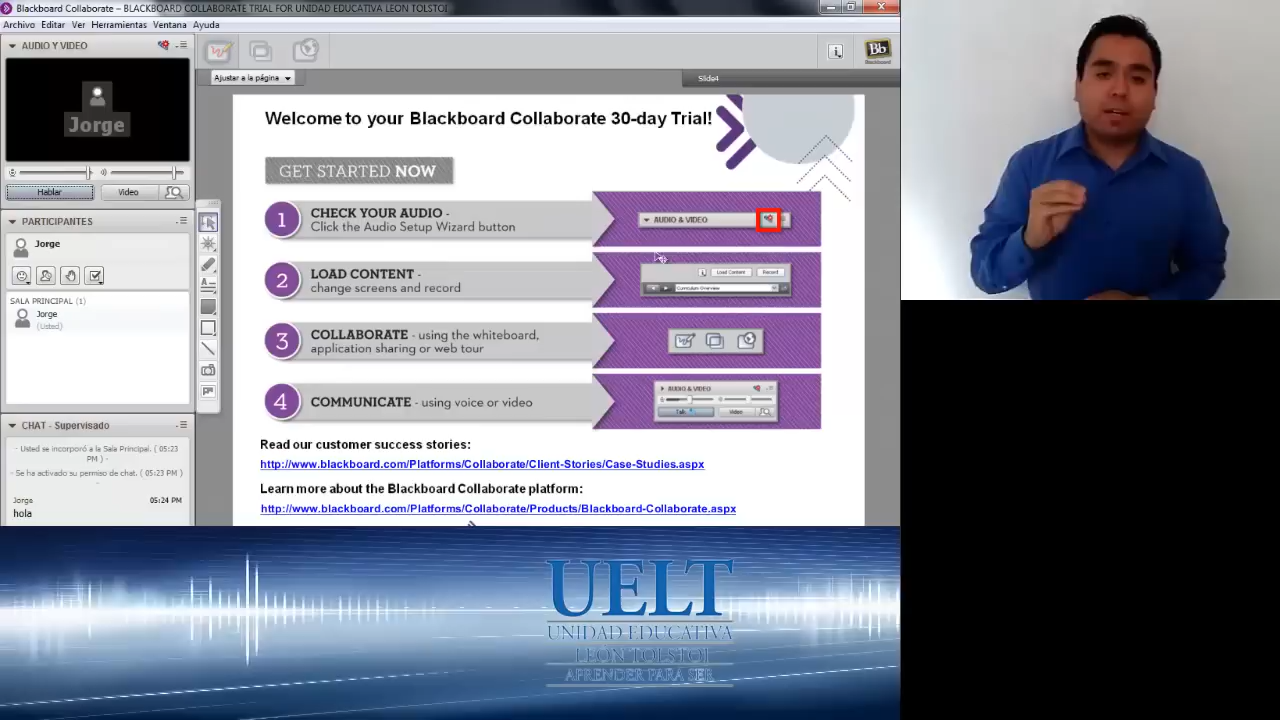 Blackboard Collaborate – BLACKBOARD COLLABORATE TRIAL FOR UNIDAD EDUCATIVA LEON TOLSTOI
Archivo Editar Ver Herramientas Ventana Ayuda
AUDIO Y VIDEO
Jorge
Hablar
Video
PARTICIPANTES
Jorge
SALA PRINCIPAL (1)
Jorge
(Usted)
CHAT - Supervisado
- Usted se incorporó a la Sala Principal. ( 05:23
PM ) -
- Se ha activado su permiso de chat. ( 05:23 PM )
-
Jorge 05:24 PM
hola
Ajustar a la página
Slide4
Bb
Blackboard
Welcome to your Blackboard Collaborate 30-day Trial!
GET STARTED NOW
1 CHECK YOUR AUDIO -
Click the Audio Setup Wizard button
AUDIO & VIDEO
2 LOAD CONTENT -
change screens and record
Load Content Record
Curriculum Overview
3 COLLABORATE - using the whiteboard,
application sharing or web tour
4 COMMUNICATE - using voice or video
AUDIO & VIDEO
Talk Video
Read our customer success stories:
http://www.blackboard.com/Platforms/Collaborate/Client-Stories/Case-Studies.aspx
Learn more about the Blackboard Collaborate platform:
http://www.blackboard.com/Platforms/Collaborate/Products/Blackboard-Collaborate.aspx
UELT
UNIDAD EDUCATIVA
LEON TOLSTOI
APRENDER PARA SER